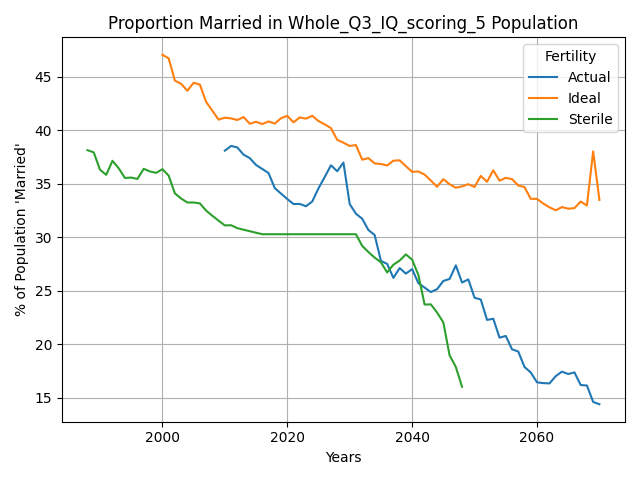 Proportion Married in Whole_Q3_IQ_scoring_5 Population
Fertility
Actual
Ideal
Sterile
% of Population 'Married'
45
40
35
30
25
20
15
2000
2020
2040
2060
Years